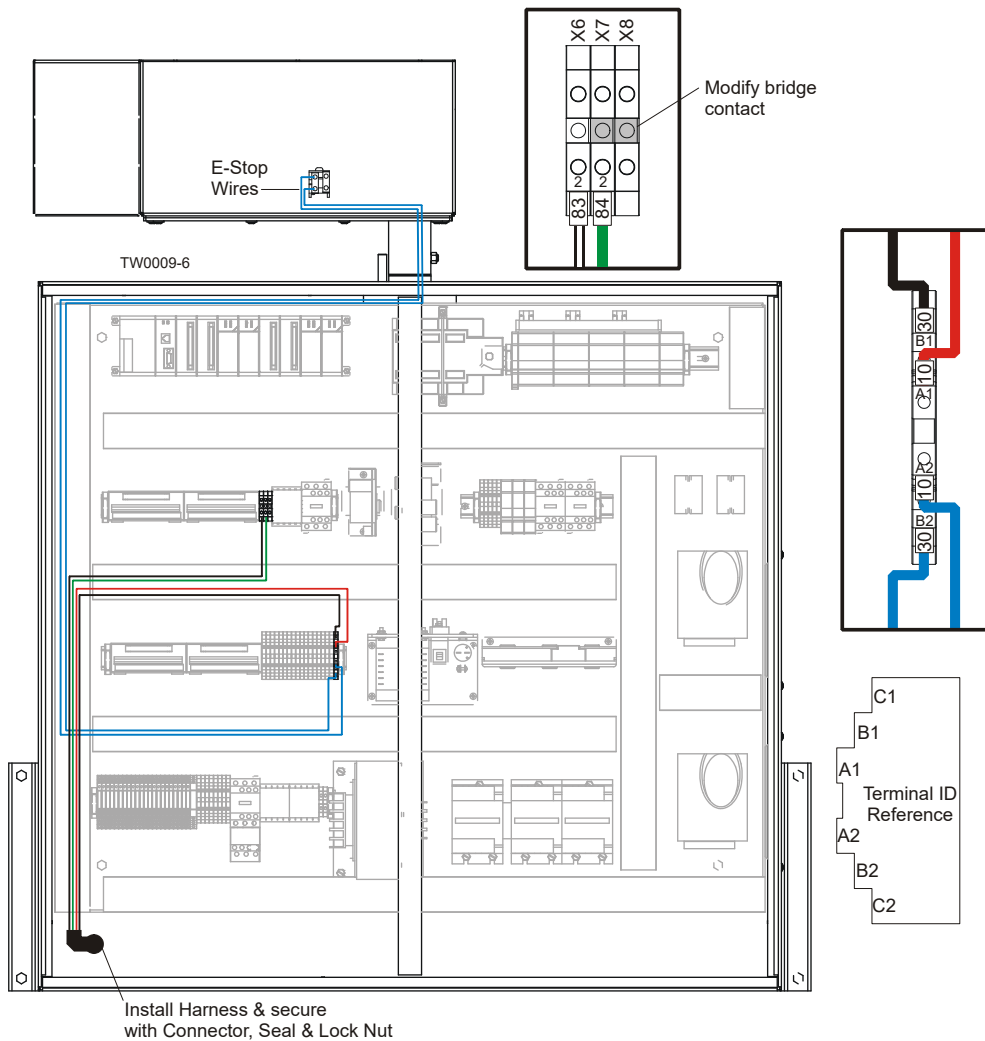 X6 X7 X8
Modify bridge
contact
2 2
83 84
E-Stop
Wires
TW0009-6
30
B1
10
A1
A2
10
B2
30
C1
B1
A1
Terminal ID
Reference
A2
B2
C2
Install Harness & secure
with Connector, Seal & Lock Nut